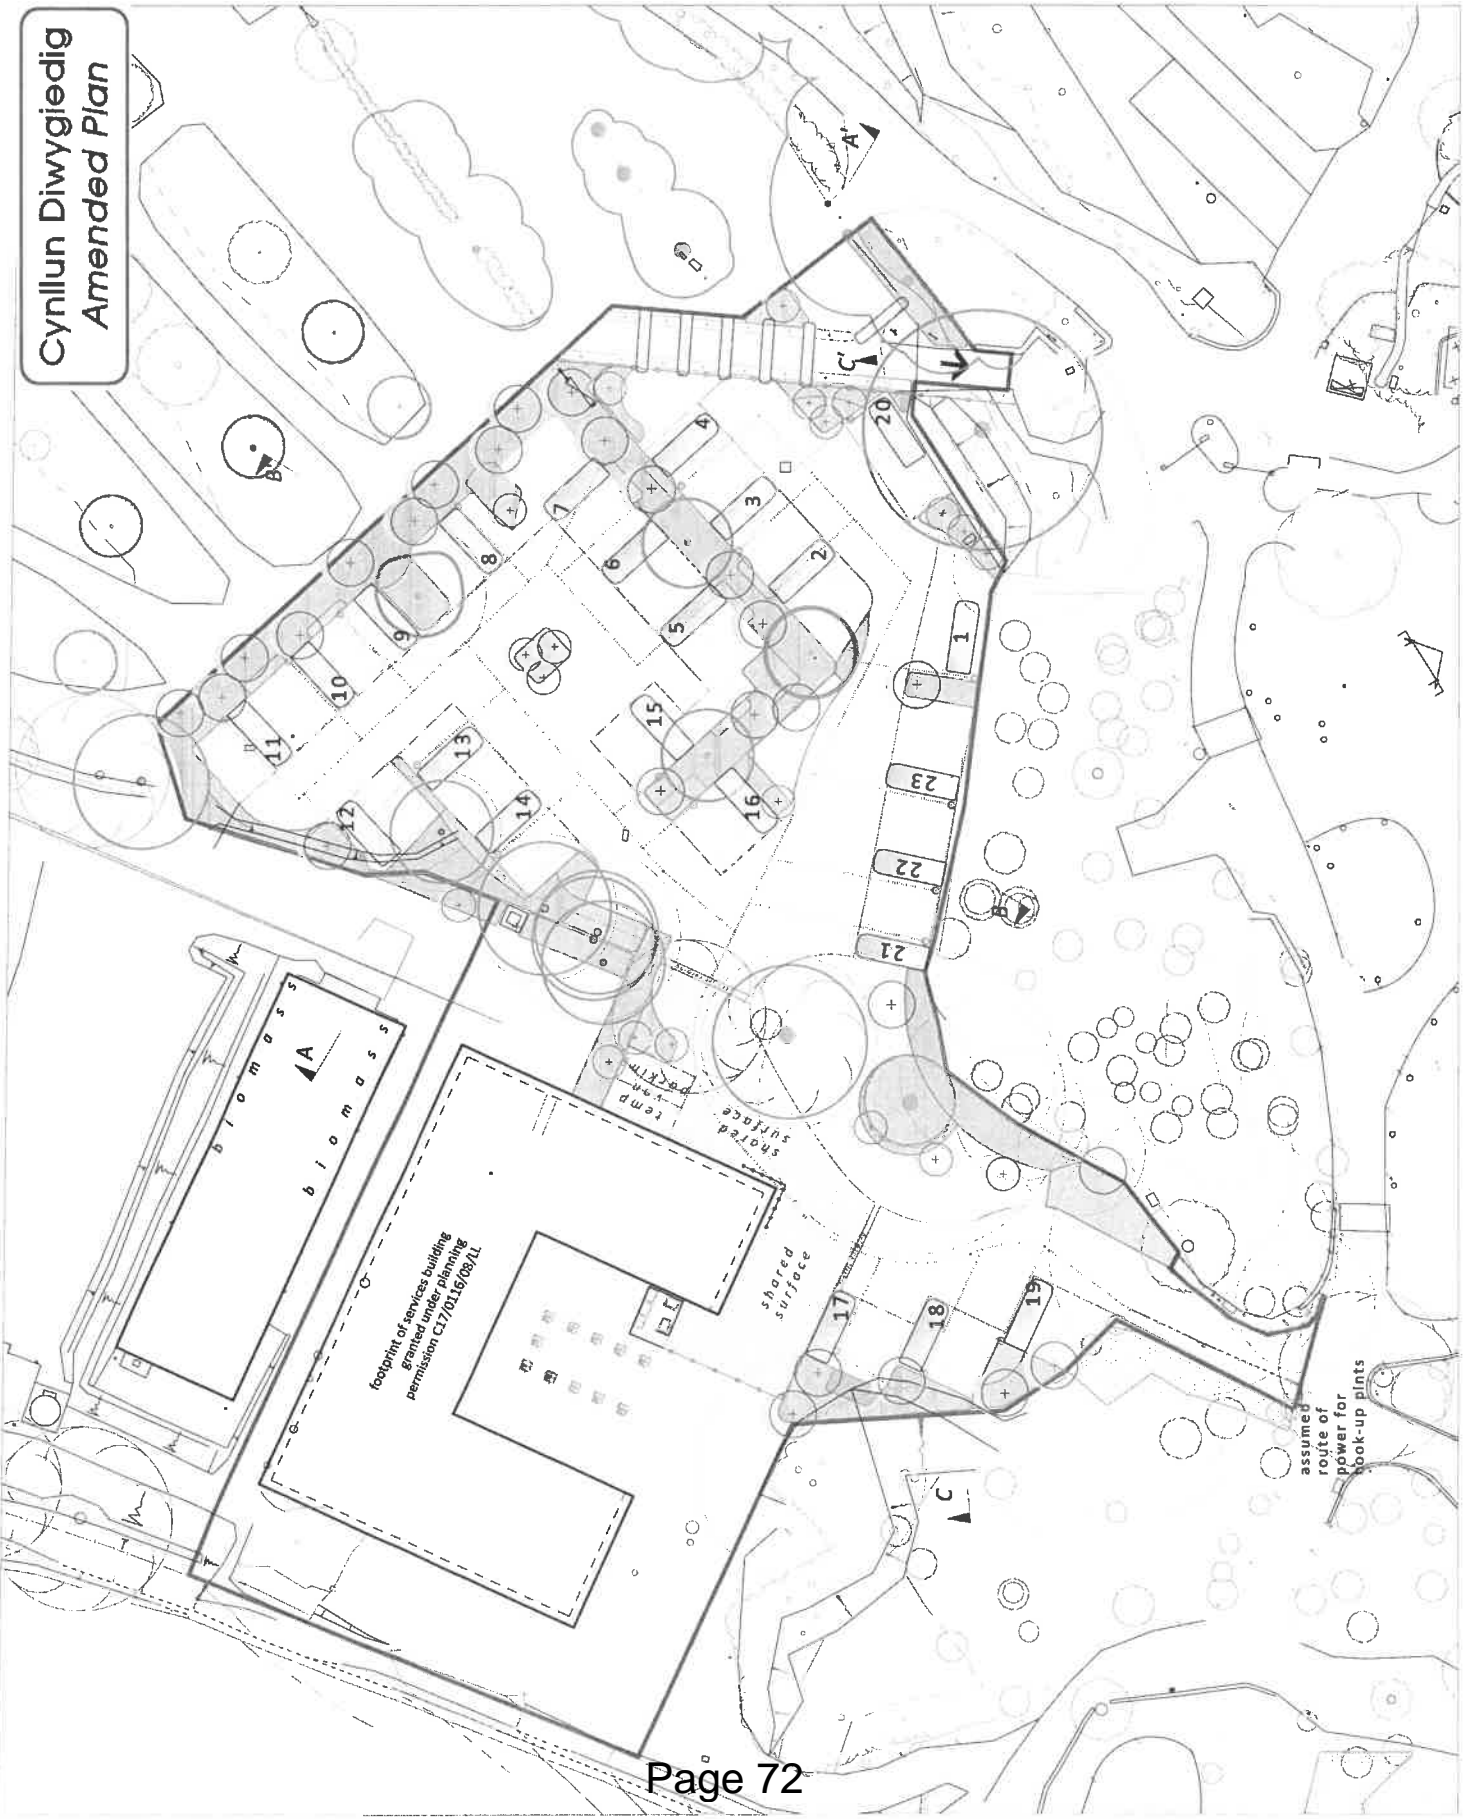 Cynllun Diwygiedig
Amended Plan
A'
C'
B'
20
4
3
2
7
6
5
8
9
10
11
1
15
16
13
14
12
23
22
21
B
A
b i o m a s s
b i o m a s s
temp
van
parking
shared
surface
footprint of services building
granted under planning
permission C17/0116/08/LL
shared
surface
17
18
19
assumed
route of
power for
hook-up pints
C
Page 72